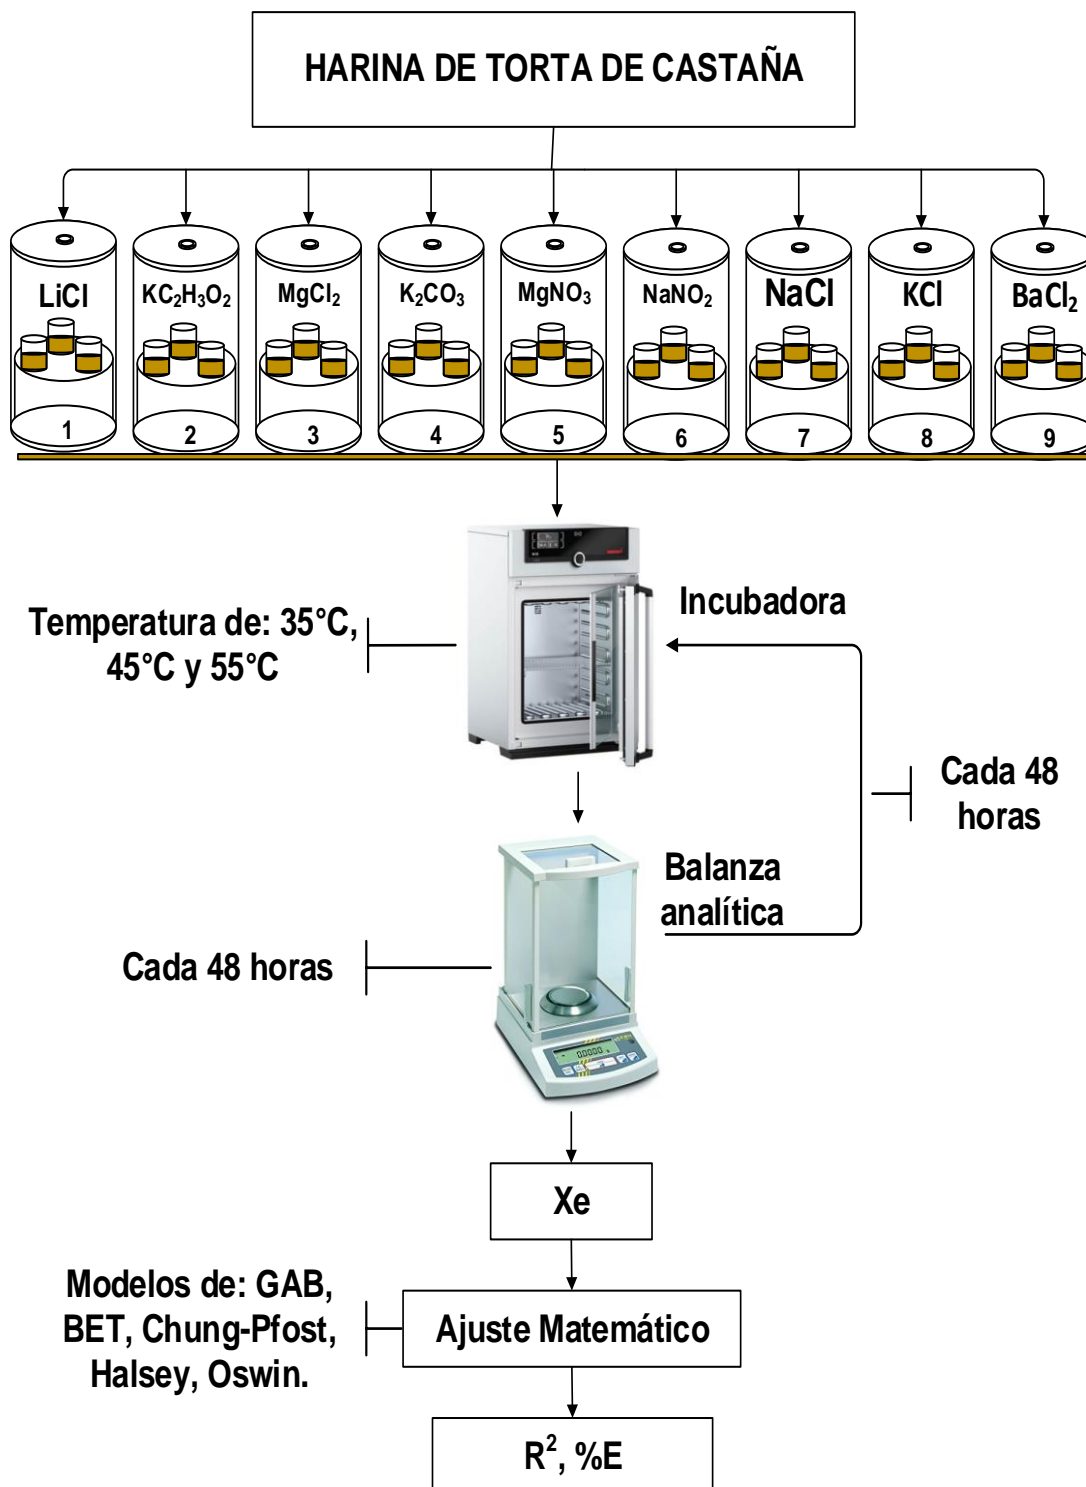 HARINA DE TORTA DE CASTAÑA
LiCl
KC₂H₃O₂
MgCl₂
K₂CO₃
MgNO₃
NaNO₂
NaCl
KCl
BaCl₂
1
2
3
4
5
6
7
8
9
Temperatura de: 35°C,
45°C y 55°C
Incubadora
Cada 48
horas
Balanza
analítica
Cada 48 horas
Xe
Modelos de: GAB,
BET, Chung-Pfost,
Halsey, Oswin.
Ajuste Matemático
R², %E